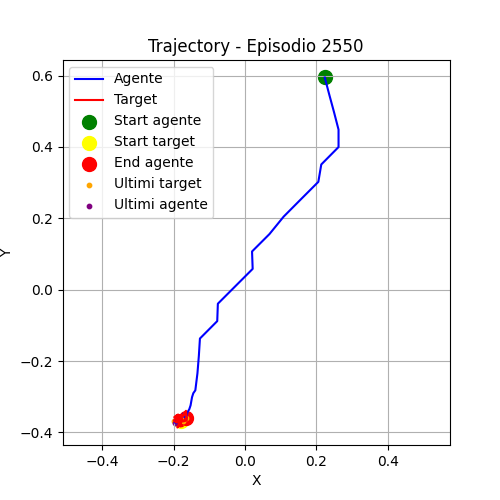 Trajectory - Episodio 2550
Agente
Target
Start agente
Start target
End agente
Ultimi target
Ultimi agente
0.6
0.4
0.2
0.0
−0.2
−0.4
Y
−0.4
−0.2
0.0
0.2
0.4
X